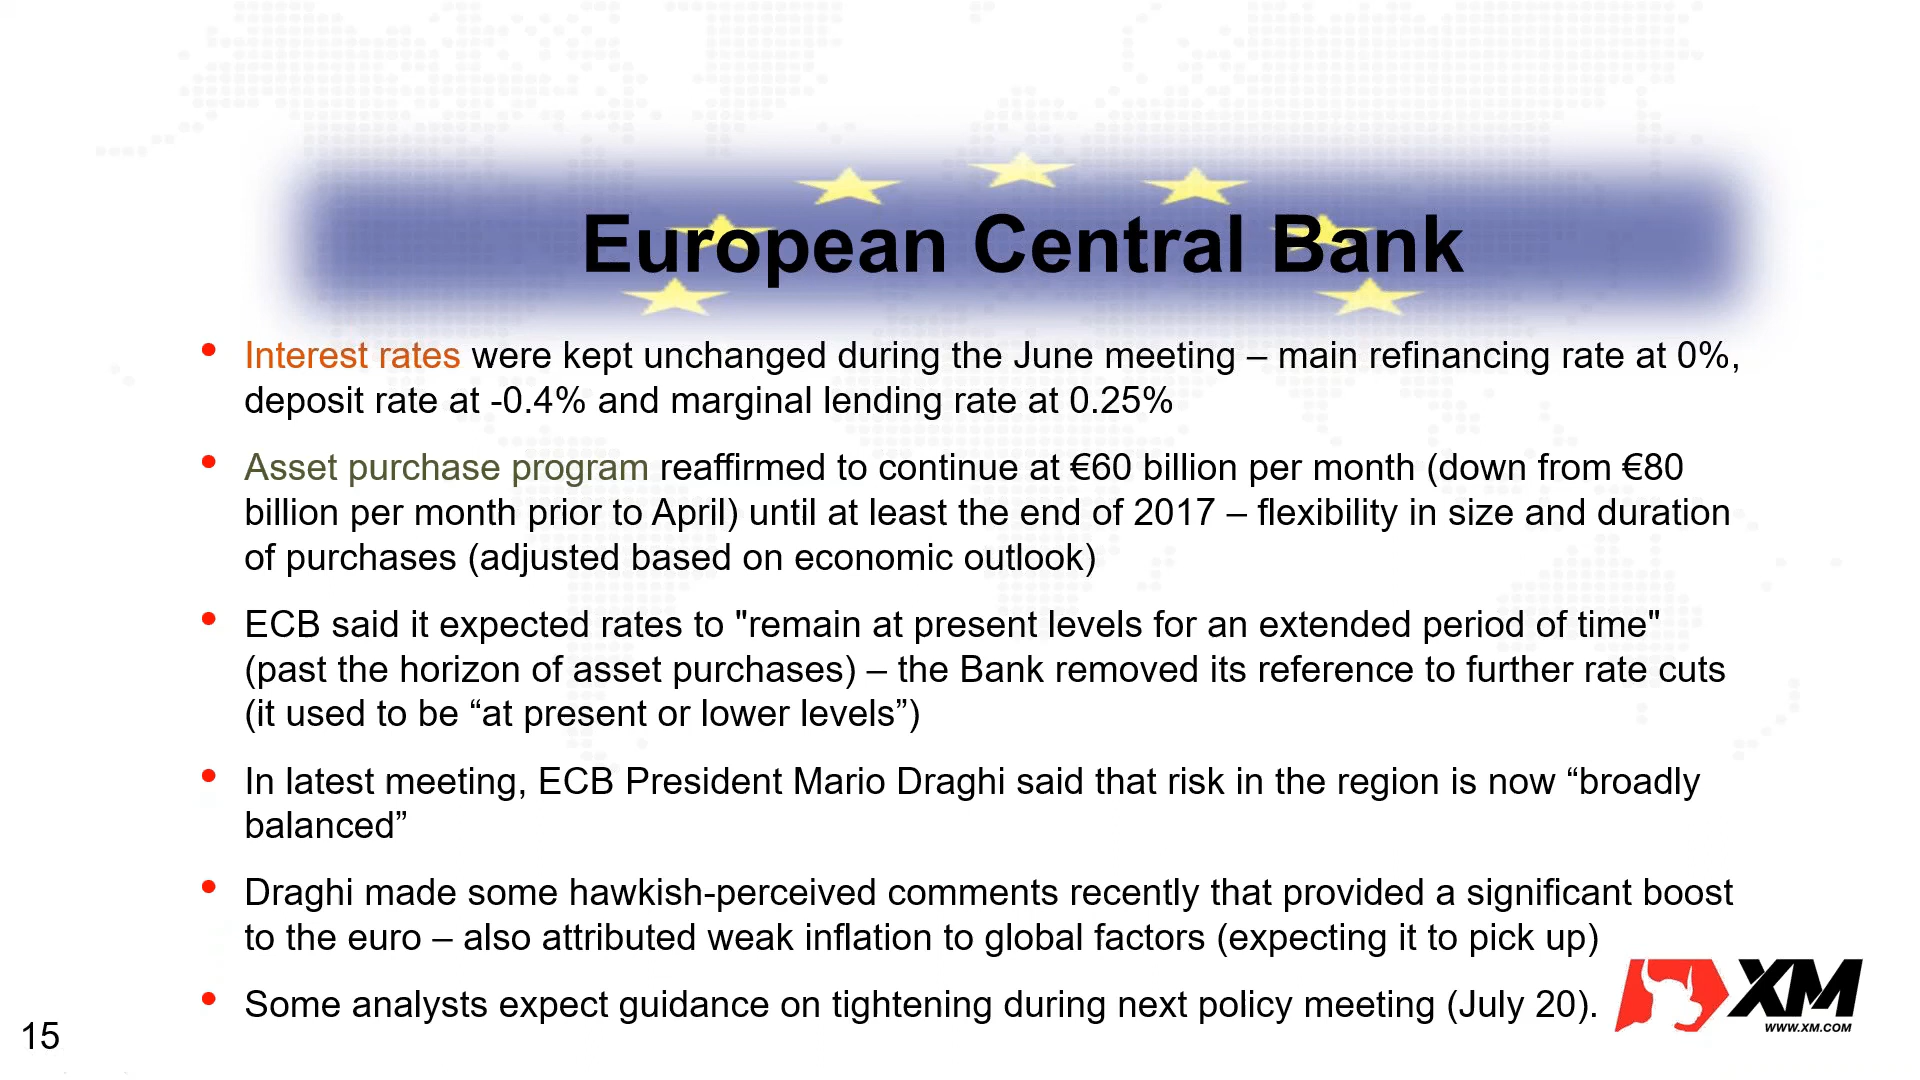 European Central Bank
• Interest rates were kept unchanged during the June meeting – main refinancing rate at 0%,
deposit rate at -0.4% and marginal lending rate at 0.25%
• Asset purchase program reaffirmed to continue at €60 billion per month (down from €80
billion per month prior to April) until at least the end of 2017 – flexibility in size and duration
of purchases (adjusted based on economic outlook)
• ECB said it expected rates to "remain at present levels for an extended period of time"
(past the horizon of asset purchases) – the Bank removed its reference to further rate cuts
(it used to be “at present or lower levels”)
• In latest meeting, ECB President Mario Draghi said that risk in the region is now “broadly
balanced”
• Draghi made some hawkish-perceived comments recently that provided a significant boost
to the euro – also attributed weak inflation to global factors (expecting it to pick up)
• Some analysts expect guidance on tightening during next policy meeting (July 20).
XM
WWW.XM.COM
15